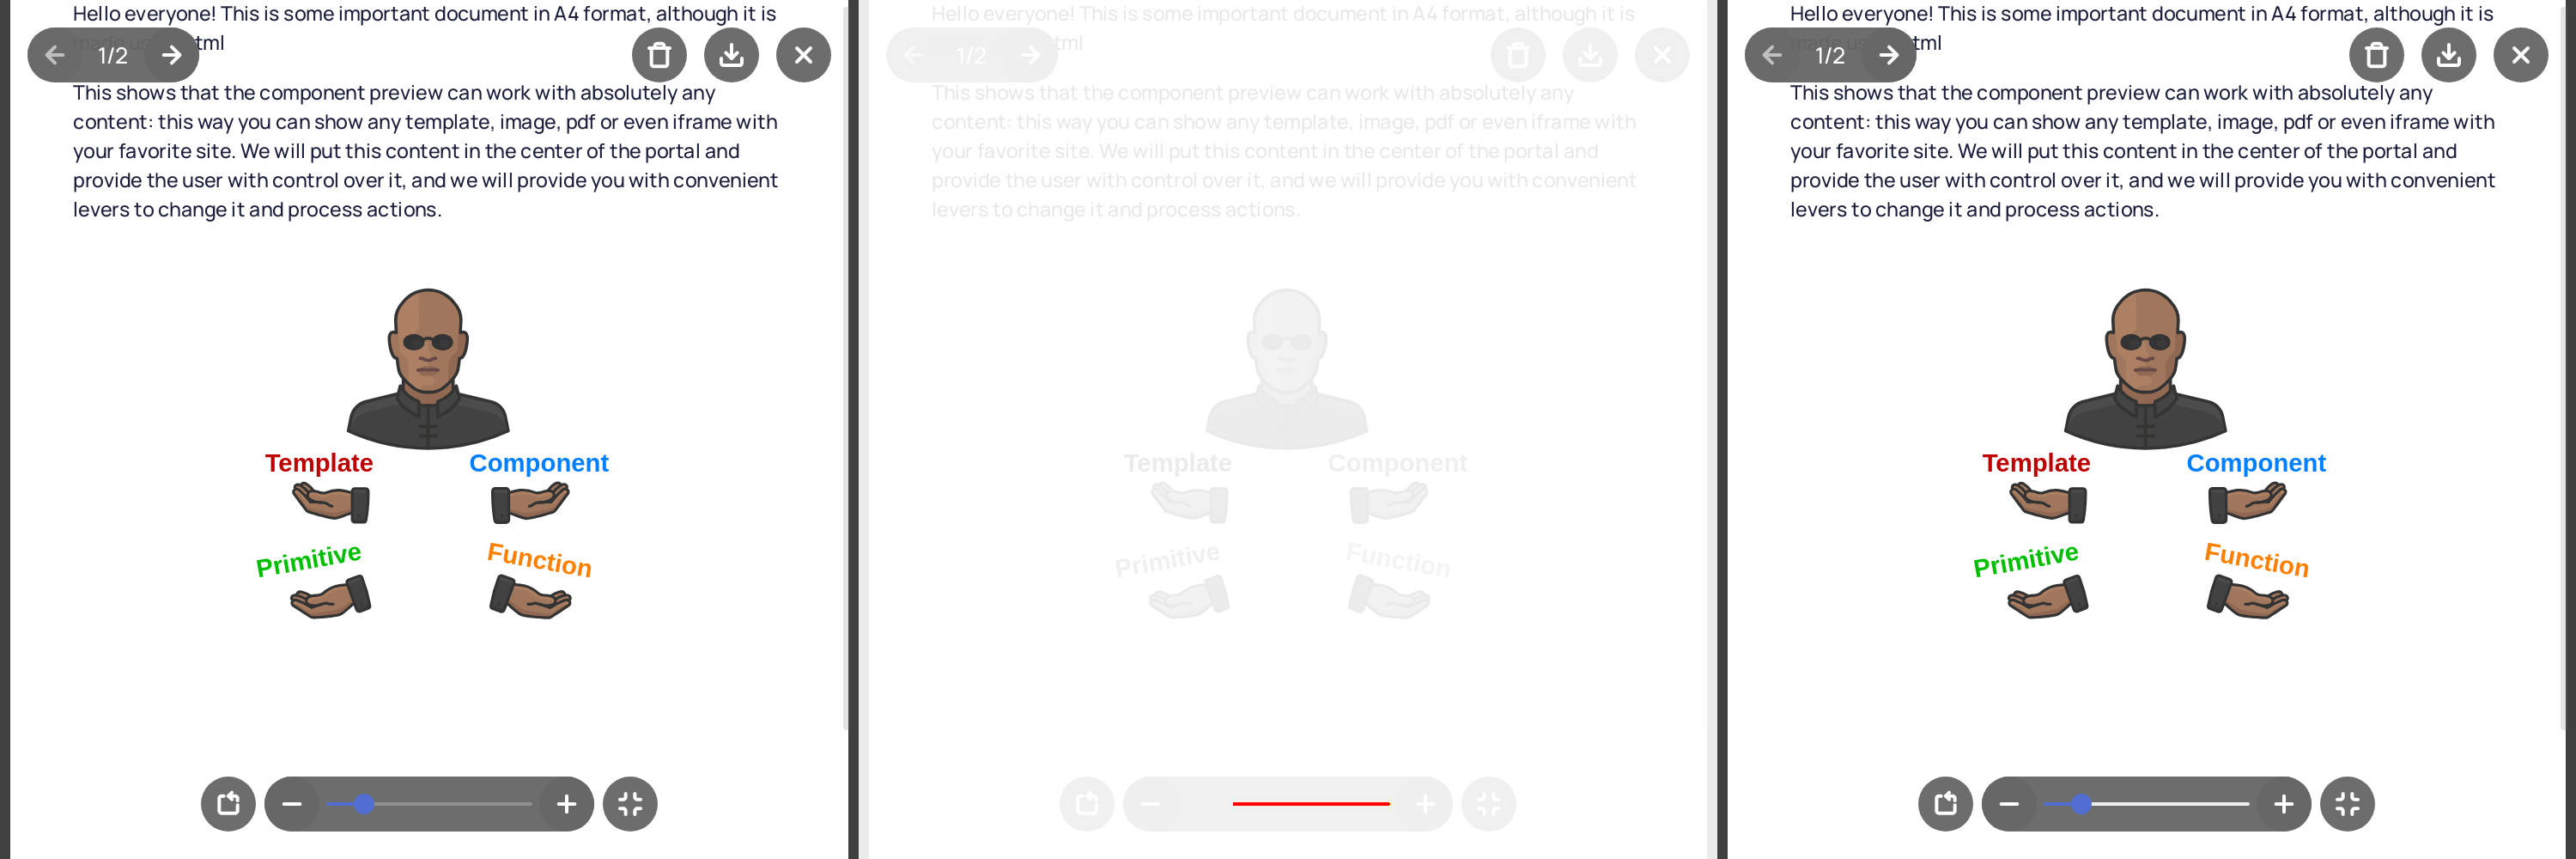 Hello everyone! This is some important document in A4 format, although it is
tml
1/2
This shows that the component preview can work with absolutely any
content: this way you can show any template, image, pdf or even iframe with
your favorite site. We will put this content in the center of the portal and
provide the user with control over it, and we will provide you with convenient
levers to change it and process actions.
Template
Component
Primitive
Function
Hello everyone! This is some important document in A4 format, although it is
tml
1/2
This shows that the component preview can work with absolutely any
content: this way you can show any template, image, pdf or even iframe with
your favorite site. We will put this content in the center of the portal and
provide the user with control over it, and we will provide you with convenient
levers to change it and process actions.
Template
Component
Primitive
Function
Hello everyone! This is some important document in A4 format, although it is
tml
1/2
This shows that the component preview can work with absolutely any
content: this way you can show any template, image, pdf or even iframe with
your favorite site. We will put this content in the center of the portal and
provide the user with control over it, and we will provide you with convenient
levers to change it and process actions.
Template
Component
Primitive
Function